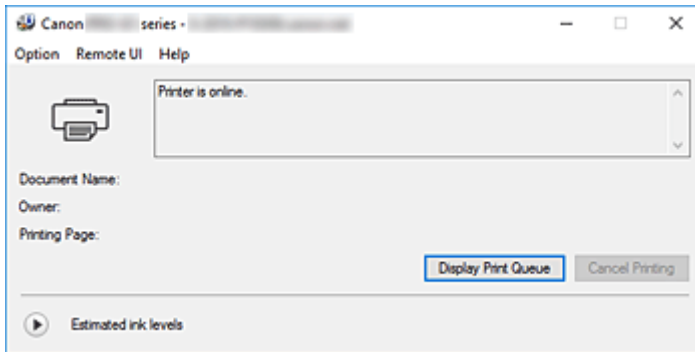 Canon series -
Option Remote UI Help
Printer is online.
Document Name:
Owner:
Printing Page:
Display Print Queue Cancel Printing
Estimated ink levels